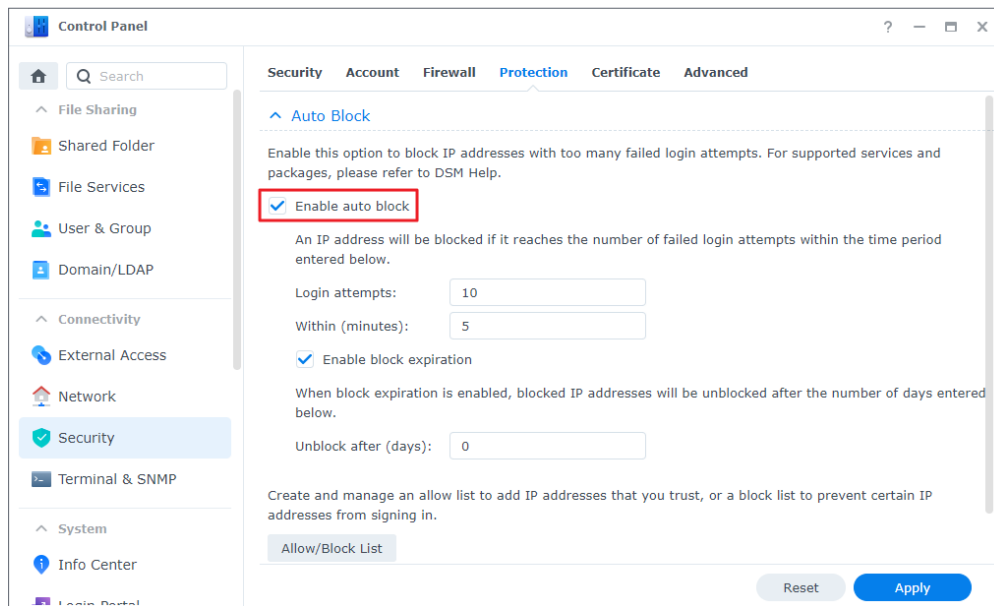 Control Panel
?
Search
File Sharing
Shared Folder
File Services
User & Group
Domain/LDAP
Connectivity
External Access
Network
Security
Terminal & SNMP
System
Info Center
Login Portal
Security Account Firewall Protection Certificate Advanced
Auto Block
Enable this option to block IP addresses with too many failed login attempts. For supported services and
packages, please refer to DSM Help.
Enable auto block
An IP address will be blocked if it reaches the number of failed login attempts within the time period
entered below.
Login attempts: 10
Within (minutes): 5
Enable block expiration
When block expiration is enabled, blocked IP addresses will be unblocked after the number of days entered
below.
Unblock after (days): 0
Create and manage an allow list to add IP addresses that you trust, or a block list to prevent certain IP
addresses from signing in.
Allow/Block List
Reset Apply